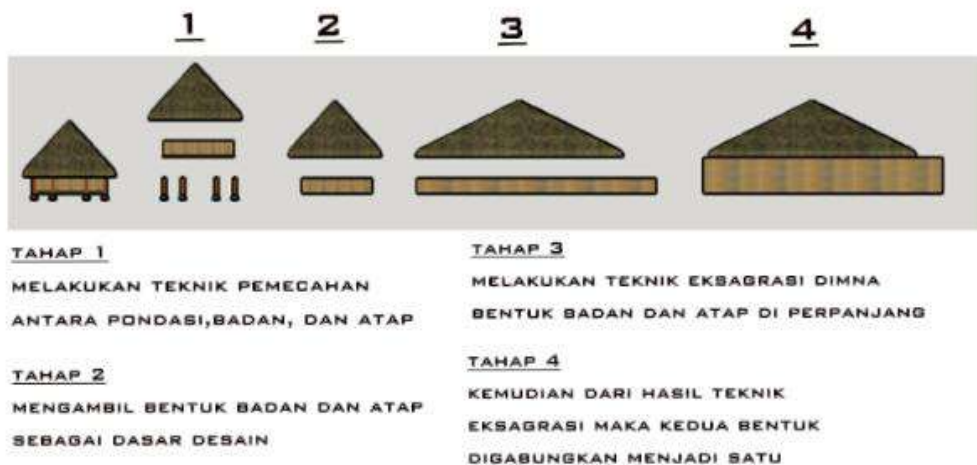 1 2 3 4
TAHAP 1
MELAKUKAN TEKNIK PEMECAHAN
ANTARA PONDASI,BADAN, DAN ATAP
TAHAP 2
MENGAMBIL BENTUK BADAN DAN ATAP
SEBAGAI DASAR DESAIN
TAHAP 3
MELAKUKAN TEKNIK EKSAGRASI DIMNA
BENTUK BADAN DAN ATAP DI PERPANJANG
TAHAP 4
KEMUDIAN DARI HASIL TEKNIK
EKSAGRASI MAKA KEDUA BENTUK
DIGABUNGKAN MENJADI SATU